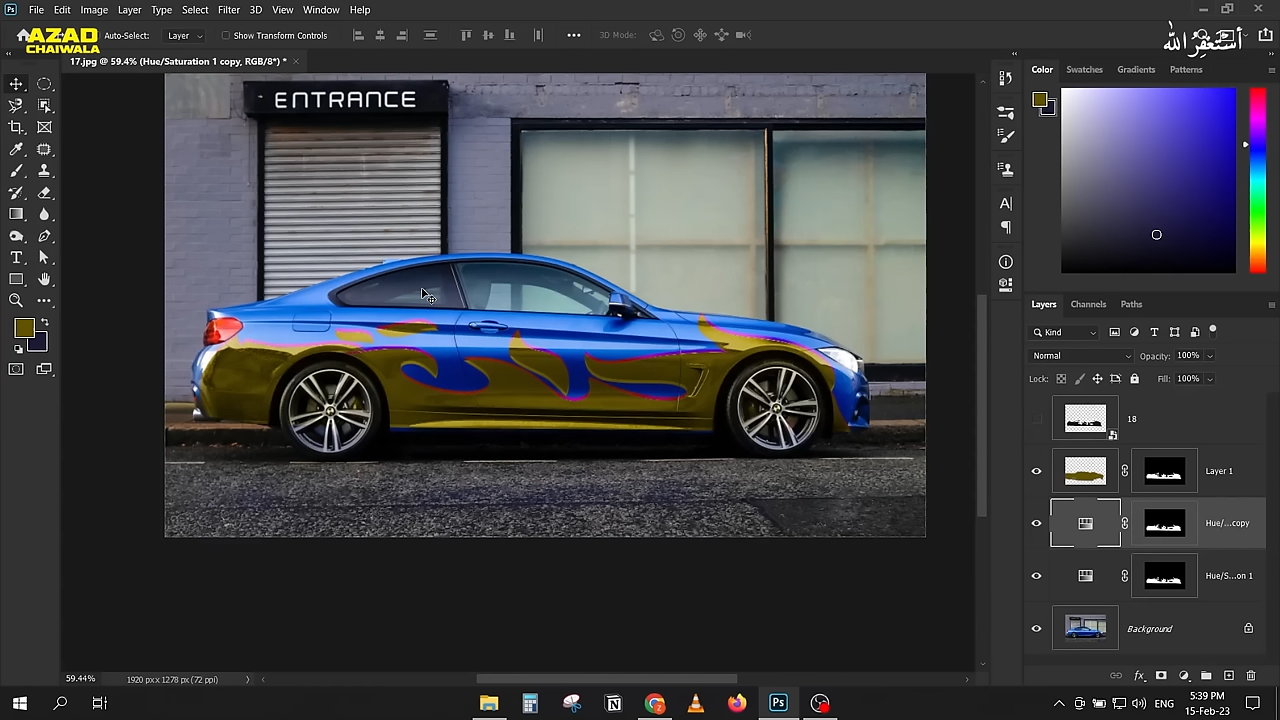 File Edit Image Layer Type Select Filter 3D View Window Help
AZAD
CHAIWALA
Auto-Select: Layer Show Transform Controls 3D Mode:
أستغفر الله
17.jpg @ 59.4% (Hue/Saturation 1 copy, RGB/8*) * ×
ENTRANCE
Color Swatches Gradients Patterns
Layers Channels Paths
Kind
Normal Opacity: 100%
Lock: Fill: 100%
18
Layer 1
Hue/...copy
Hue/S...on 1
Background
59.44% 1920 px x 1278 px (72 ppi)
ENG
5:39 PM
15-Feb-23